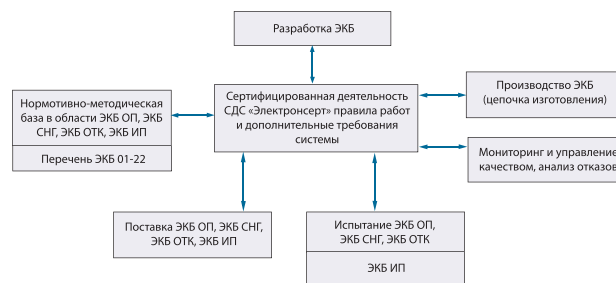 Разработка ЭКБ
Нормотивно-методическая
база в области ЭКБ ОП, ЭКБ
СНГ, ЭКБ ОТК, ЭКБ ИП
Перечень ЭКБ 01-22
Сертифицированная деятельность
СДС «Электронсерт» правила работ
и дополнительные требования
системы
Производство ЭКБ
(цепочка изготовления)
Мониторинг и управление
качеством, анализ отказов
Поставка ЭКБ ОП, ЭКБ СНГ,
ЭКБ ОТК, ЭКБ ИП
Испытание ЭКБ ОП,
ЭКБ СНГ, ЭКБ ОТК
ЭКБ ИП